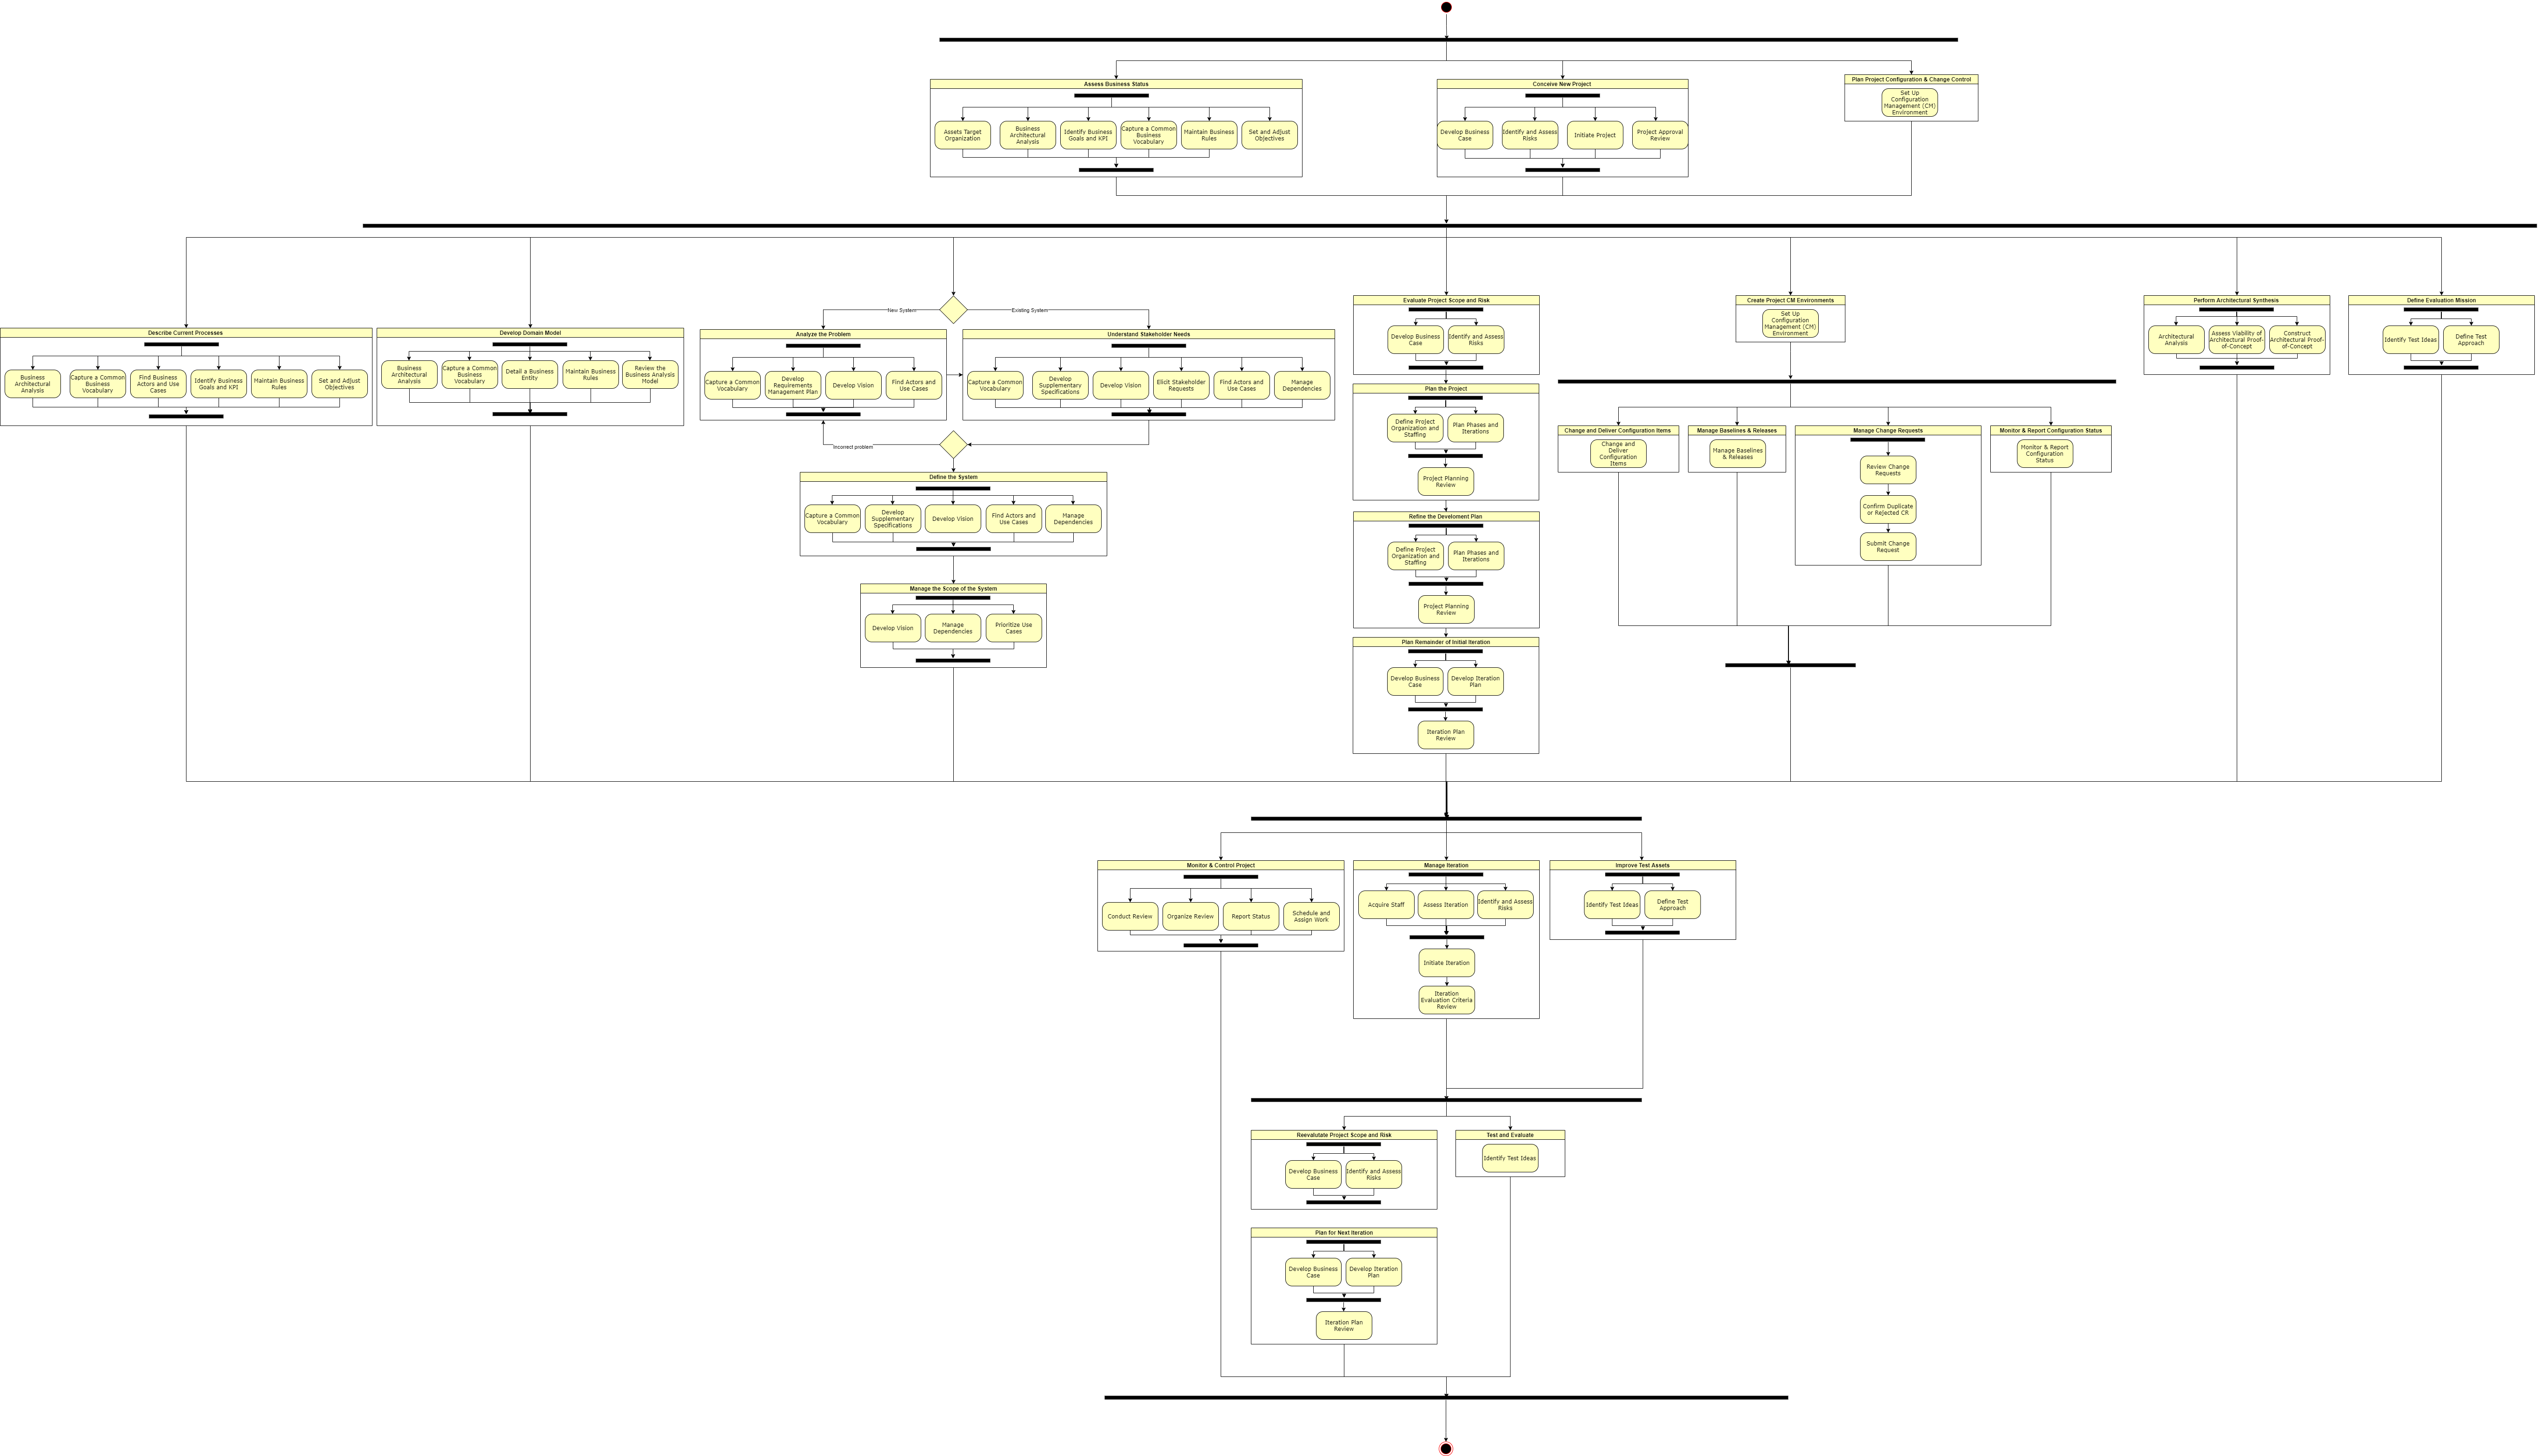 Assess Business Status
Assets Target
Organization
Business
Architectural
Analysis
Identify Business
Goals and KPI
Capture a Common
Business
Vocabulary
Maintain Business
Rules
Set and Adjust
Objectives
Conceive New Project
Develop Business
Case
Identify and Assess
Risks
Initiate Project
Project Approval
Review
Plan Project Configuration & Change Control
Set Up
Configuration
Management (CM)
Environment
Describe Current Processes
Business
Architectural
Analysis
Capture a Common
Business
Vocabulary
Find Business
Actors and Use
Cases
Identify Business
Goals and KPI
Maintain Business
Rules
Set and Adjust
Objectives
Develop Domain Model
Business
Architectural
Analysis
Capture a Common
Business
Vocabulary
Detail a Business
Entity
Maintain Business
Rules
Review the
Business Analysis
Model
New System
Existing System
Analyze the Problem
Capture a Common
Vocabulary
Develop
Requirements
Management Plan
Develop Vision
Find Actors and
Use Cases
Understand Stakeholder Needs
Capture a Common
Vocabulary
Develop
Supplementary
Specifications
Develop Vision
Elicit Stakeholder
Requests
Find Actors and
Use Cases
Manage
Dependencies
Incorrect problem
Define the System
Capture a Common
Vocabulary
Develop
Supplementary
Specifications
Develop Vision
Find Actors and
Use Cases
Manage
Dependencies
Manage the Scope of the System
Develop Vision
Manage
Dependencies
Prioritize Use
Cases
Evaluate Project Scope and Risk
Develop Business
Case
Identify and Assess
Risks
Plan the Project
Define Project
Organization and
Staffing
Plan Phases and
Iterations
Project Planning
Review
Refine the Develoment Plan
Define Project
Organization and
Staffing
Plan Phases and
Iterations
Project Planning
Review
Plan Remainder of Initial Iteration
Develop Business
Case
Develop Iteration
Plan
Iteration Plan
Review
Create Project CM Environments
Set Up
Configuration
Management (CM)
Environment
Change and Deliver Configuration Items
Change and
Deliver
Configuration
Items
Manage Baselines & Releases
Manage Baselines
& Releases
Manage Change Requests
Review Change
Requests
Confirm Duplicate
or Rejected CR
Submit Change
Request
Monitor & Report Configuration Status
Monitor & Report
Configuration
Status
Perform Architectural Synthesis
Architectural
Analysis
Assess Viability of
Architectural Proof-
of-Concept
Construct
Architectural Proof-
of-Concept
Define Evaluation Mission
Identify Test Ideas
Define Test
Approach
Monitor & Control Project
Conduct Review
Organize Review
Report Status
Schedule and
Assign Work
Manage Iteration
Acquire Staff
Assess Iteration
Identify and Assess
Risks
Initiate Iteration
Iteration
Evaluation Criteria
Review
Improve Test Assets
Identify Test Ideas
Define Test
Approach
Reevalutate Project Scope and Risk
Develop Business
Case
Identify and Assess
Risks
Test and Evaluate
Identify Test Ideas
Plan for Next Iteration
Develop Business
Case
Develop Iteration
Plan
Iteration Plan
Review